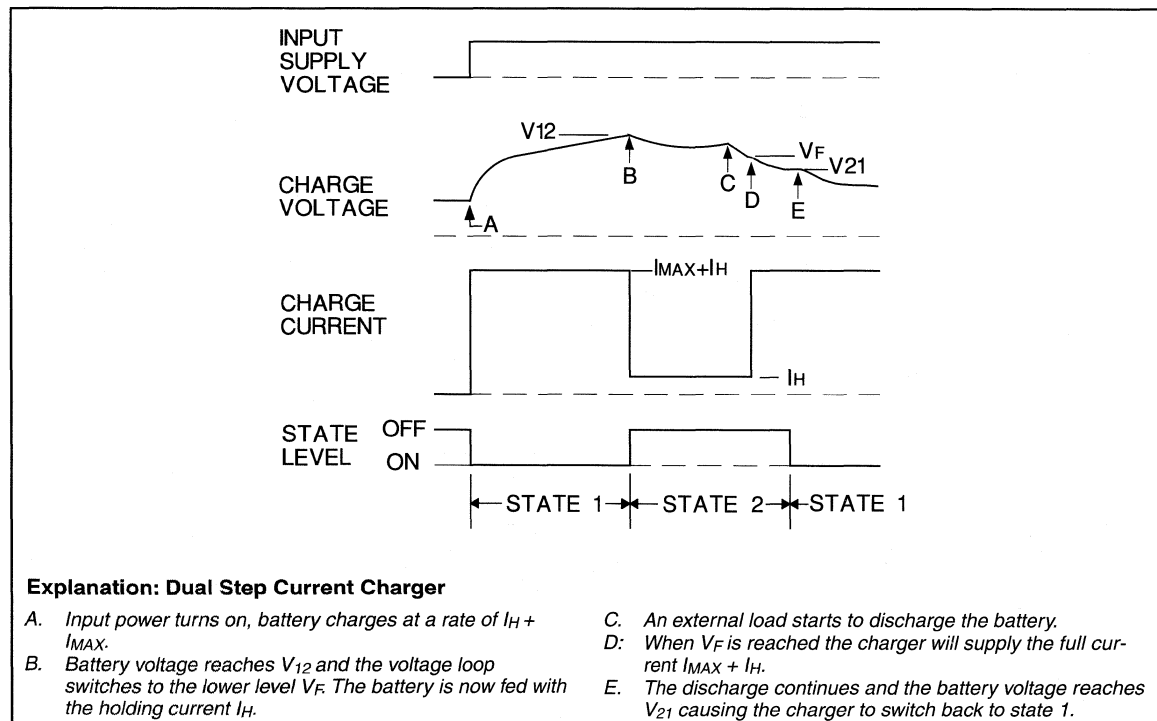 INPUT
SUPPLY
VOLTAGE
V12
VF
V21
B
C
D
E
CHARGE
VOLTAGE
A
IMAX+IH
CHARGE
CURRENT
IH
STATE
LEVEL
OFF
ON
STATE 1
STATE 2
STATE 1
Explanation: Dual Step Current Charger
A. Input power turns on, battery charges at a rate of IH +
IMAX.
B. Battery voltage reaches V12 and the voltage loop
switches to the lower level VF. The battery is now fed with
the holding current IH.
C. An external load starts to discharge the battery.
D: When VF is reached the charger will supply the full cur-
rent IMAX + IH.
E. The discharge continues and the battery voltage reaches
V21 causing the charger to switch back to state 1.